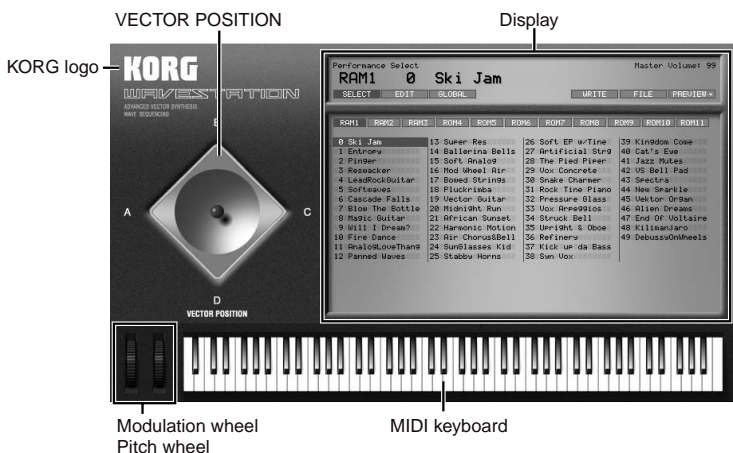 VECTOR POSITION
Display
KORG logo
KORG
WAVESTATION
ADVANCED VECTOR SYNTHESIS
WAVE SEQUENCING
B
A
C
D
VECTOR POSITION
Performance Select
Master Volume: 99
RAM1 0 Ski Jam
SELECT EDIT GLOBAL WRITE FILE PREVIEW
RAM1 RAM2 RAM3 ROM4 ROM5 ROM6 ROM7 ROM8 ROM9 ROM10 ROM11
0 Ski Jam
1 Entropy
2 Pinger
3 Reswacker
4 LeadRockGuitar
5 Softwaves
6 Cascade Falls
7 Blow The Bottle
8 Magic Guitar
9 Will I Dream?
10 Fire Dance
11 AnalogLoveThang
12 Panned Waves
13 Super Res
14 Ballerina Bells
15 Soft Analog
16 Mod Wheel Air
17 Bowed Strings
18 Pluckrimba
19 Vector Guitar
20 Midnight Run
21 African Sunset
22 Harmonic Motion
23 Air Chorus&Bell
24 SunGlasses Kid
25 Stabby Horns
26 Soft EP w/Tine
27 Artificial Strg
28 The Pied Piper
29 Vox Concrete
30 Snake Charmer
31 Rock Tine Piano
32 Pressure Glass
33 Vox Arpeggios
34 Struck Bell
35 Upright & Oboe
36 Refinery
37 Kick up da Bass
38 Syn Vox
39 Kingdom Come
40 Cat's Eye
41 Jazz Mutes
42 VS Bell Pad
43 Spectra
44 New Sparkle
45 Vektor Organ
46 Alien Dreams
47 End Of Voltaire
48 Kilimanjaro
49 DebussyOnWheels
Modulation wheel
Pitch wheel
MIDI keyboard